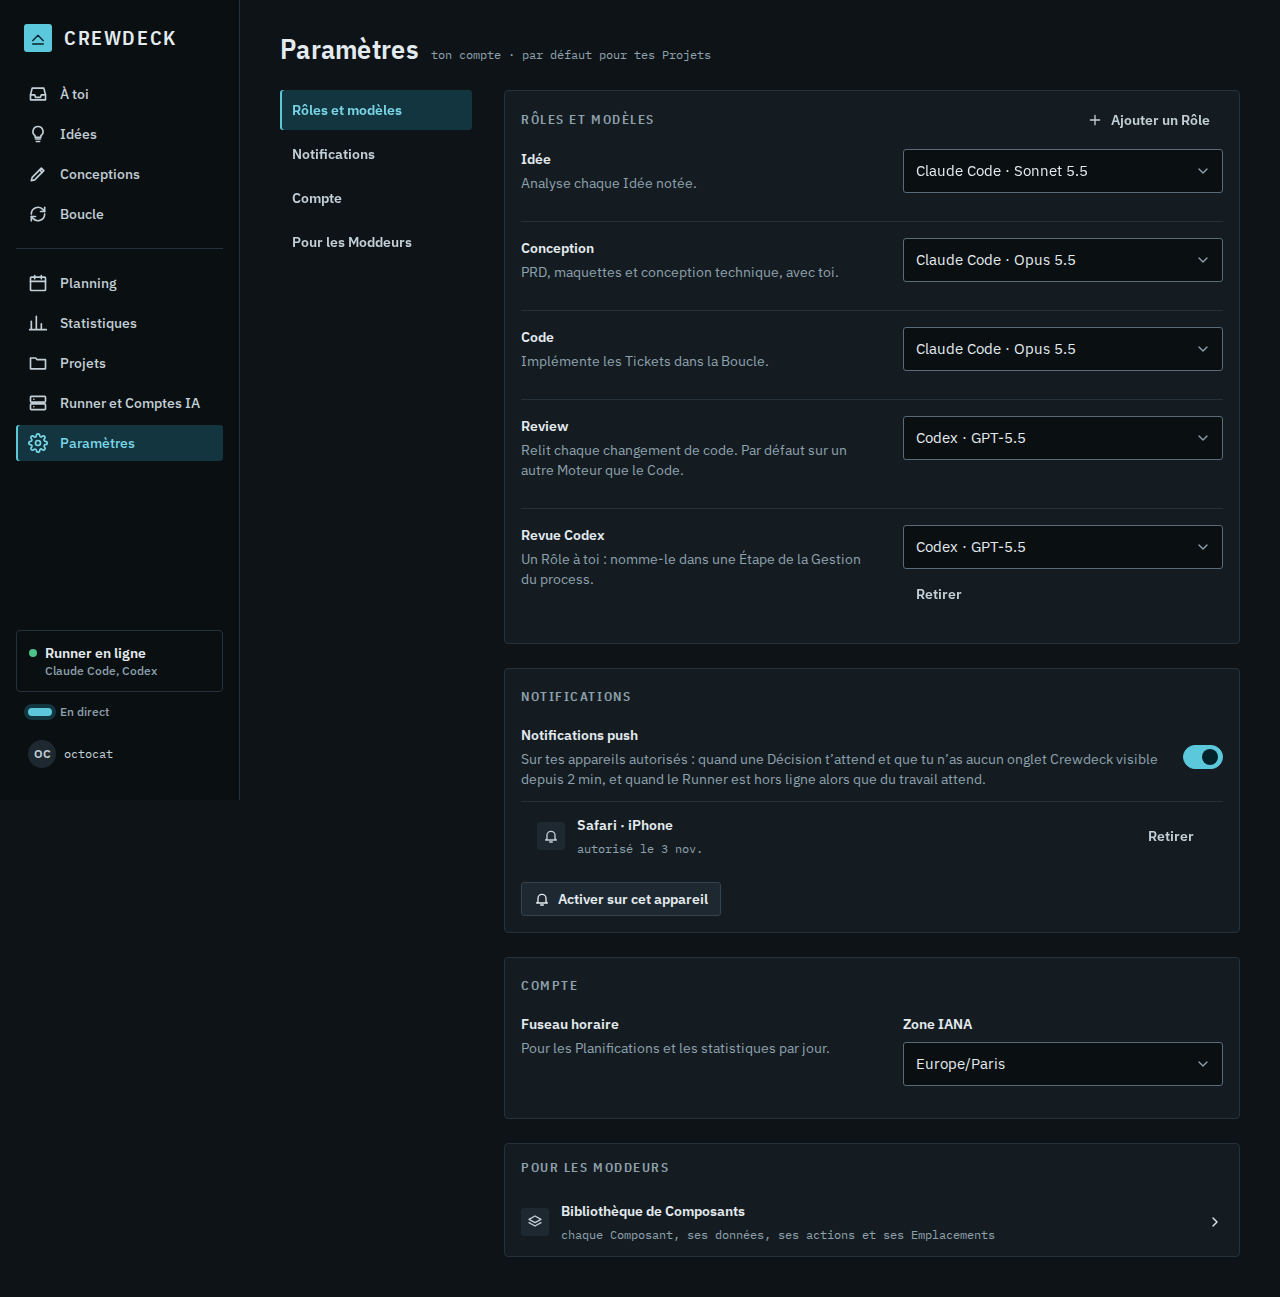 CREWDECK
À toi
Idées
Conceptions
Boucle
Planning
Statistiques
Projets
Runner et Comptes IA
Paramètres
Runner en ligne
Claude Code, Codex
En direct
OC octocat
Paramètres ton compte · par défaut pour tes Projets
Rôles et modèles
Notifications
Compte
Pour les Moddeurs
RÔLES ET MODÈLES
Ajouter un Rôle
Idée
Analyse chaque Idée notée.
Claude Code · Sonnet 5.5
Conception
PRD, maquettes et conception technique, avec toi.
Claude Code · Opus 5.5
Code
Implémente les Tickets dans la Boucle.
Claude Code · Opus 5.5
Review
Relit chaque changement de code. Par défaut sur un
autre Moteur que le Code.
Codex · GPT-5.5
Revue Codex
Un Rôle à toi : nomme-le dans une Étape de la Gestion
du process.
Codex · GPT-5.5
Retirer
NOTIFICATIONS
Notifications push
Sur tes appareils autorisés : quand une Décision t’attend et que tu n’as aucun onglet Crewdeck visible
depuis 2 min, et quand le Runner est hors ligne alors que du travail attend.
Safari · iPhone
autorisé le 3 nov.
Retirer
Activer sur cet appareil
COMPTE
Fuseau horaire
Pour les Planifications et les statistiques par jour.
Zone IANA
Europe/Paris
POUR LES MODDEURS
Bibliothèque de Composants
chaque Composant, ses données, ses actions et ses Emplacements